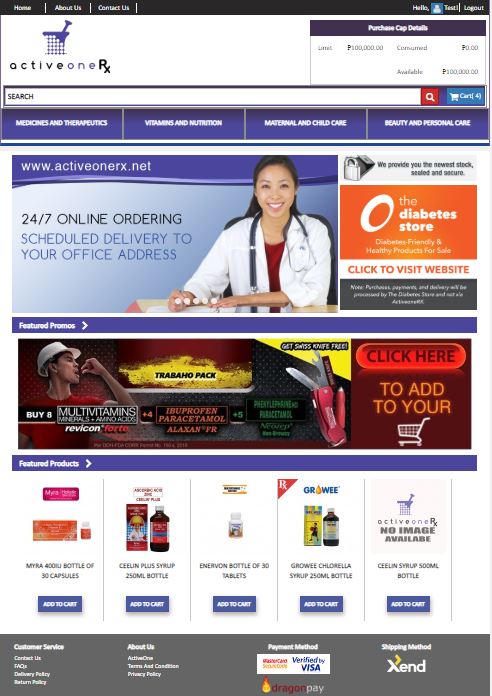 Home About Us Contact Us Hello, Test! Logout
activeoneRx
Purchase Cap Details
Limit ₱100,000.00 Consumed ₱0.00
Available ₱100,000.00
SEARCH Cart( 4)
MEDICINES AND THERAPEUTICS VITAMINS AND NUTRITION MATERNAL AND CHILD CARE BEAUTY AND PERSONAL CARE
www.activeonerx.net
24/7 ONLINE ORDERING
SCHEDULED DELIVERY TO
YOUR OFFICE ADDRESS
We provide you the newest stock,
sealed and secure.
the
diabetes
store
Diabetes-Friendly &
Healthy Products For Sale
CLICK TO VISIT WEBSITE
Note: Purchases, payments, and delivery will be
processed by The Diabetes Store and not via
ActiveoneRX.
Featured Promos
GET SWISS KNIFE FREE!
TRABAHO PACK
BUY 8 MULTIVITAMINS
MINERALS + AMINO ACIDS
revicon forte
+4 IBUPROFEN
PARACETAMOL
ALAXAN FR
+5 PHENYLEPHRINE
PARACETAMOL
Neozep
Non-Drowsy
CLICK HERE
TO ADD
TO YOUR
Featured Products
Myra
ASCORBIC ACID
ZINC
CEELIN PLUS
Rx
GROWEE
activeoneRx
NO IMAGE
AVAILABE
MYRA 400IU BOTTLE OF
30 CAPSULES
CEELIN PLUS SYRUP
250ML BOTTLE
ENERVON BOTTLE OF 30
TABLETS
GROWEE CHLORELLA
SYRUP 250ML BOTTLE
CEELIN SYRUP 500ML
BOTTLE
ADD TO CART ADD TO CART ADD TO CART ADD TO CART ADD TO CART
Customer Service
Contact Us
FAQs
Delivery Policy
Return Policy
About Us
ActiveOne
Terms And Condition
Privacy Policy
Payment Method
MasterCard
SecureCode
Verified by
VISA
dragonpay
Shipping Method
Xend